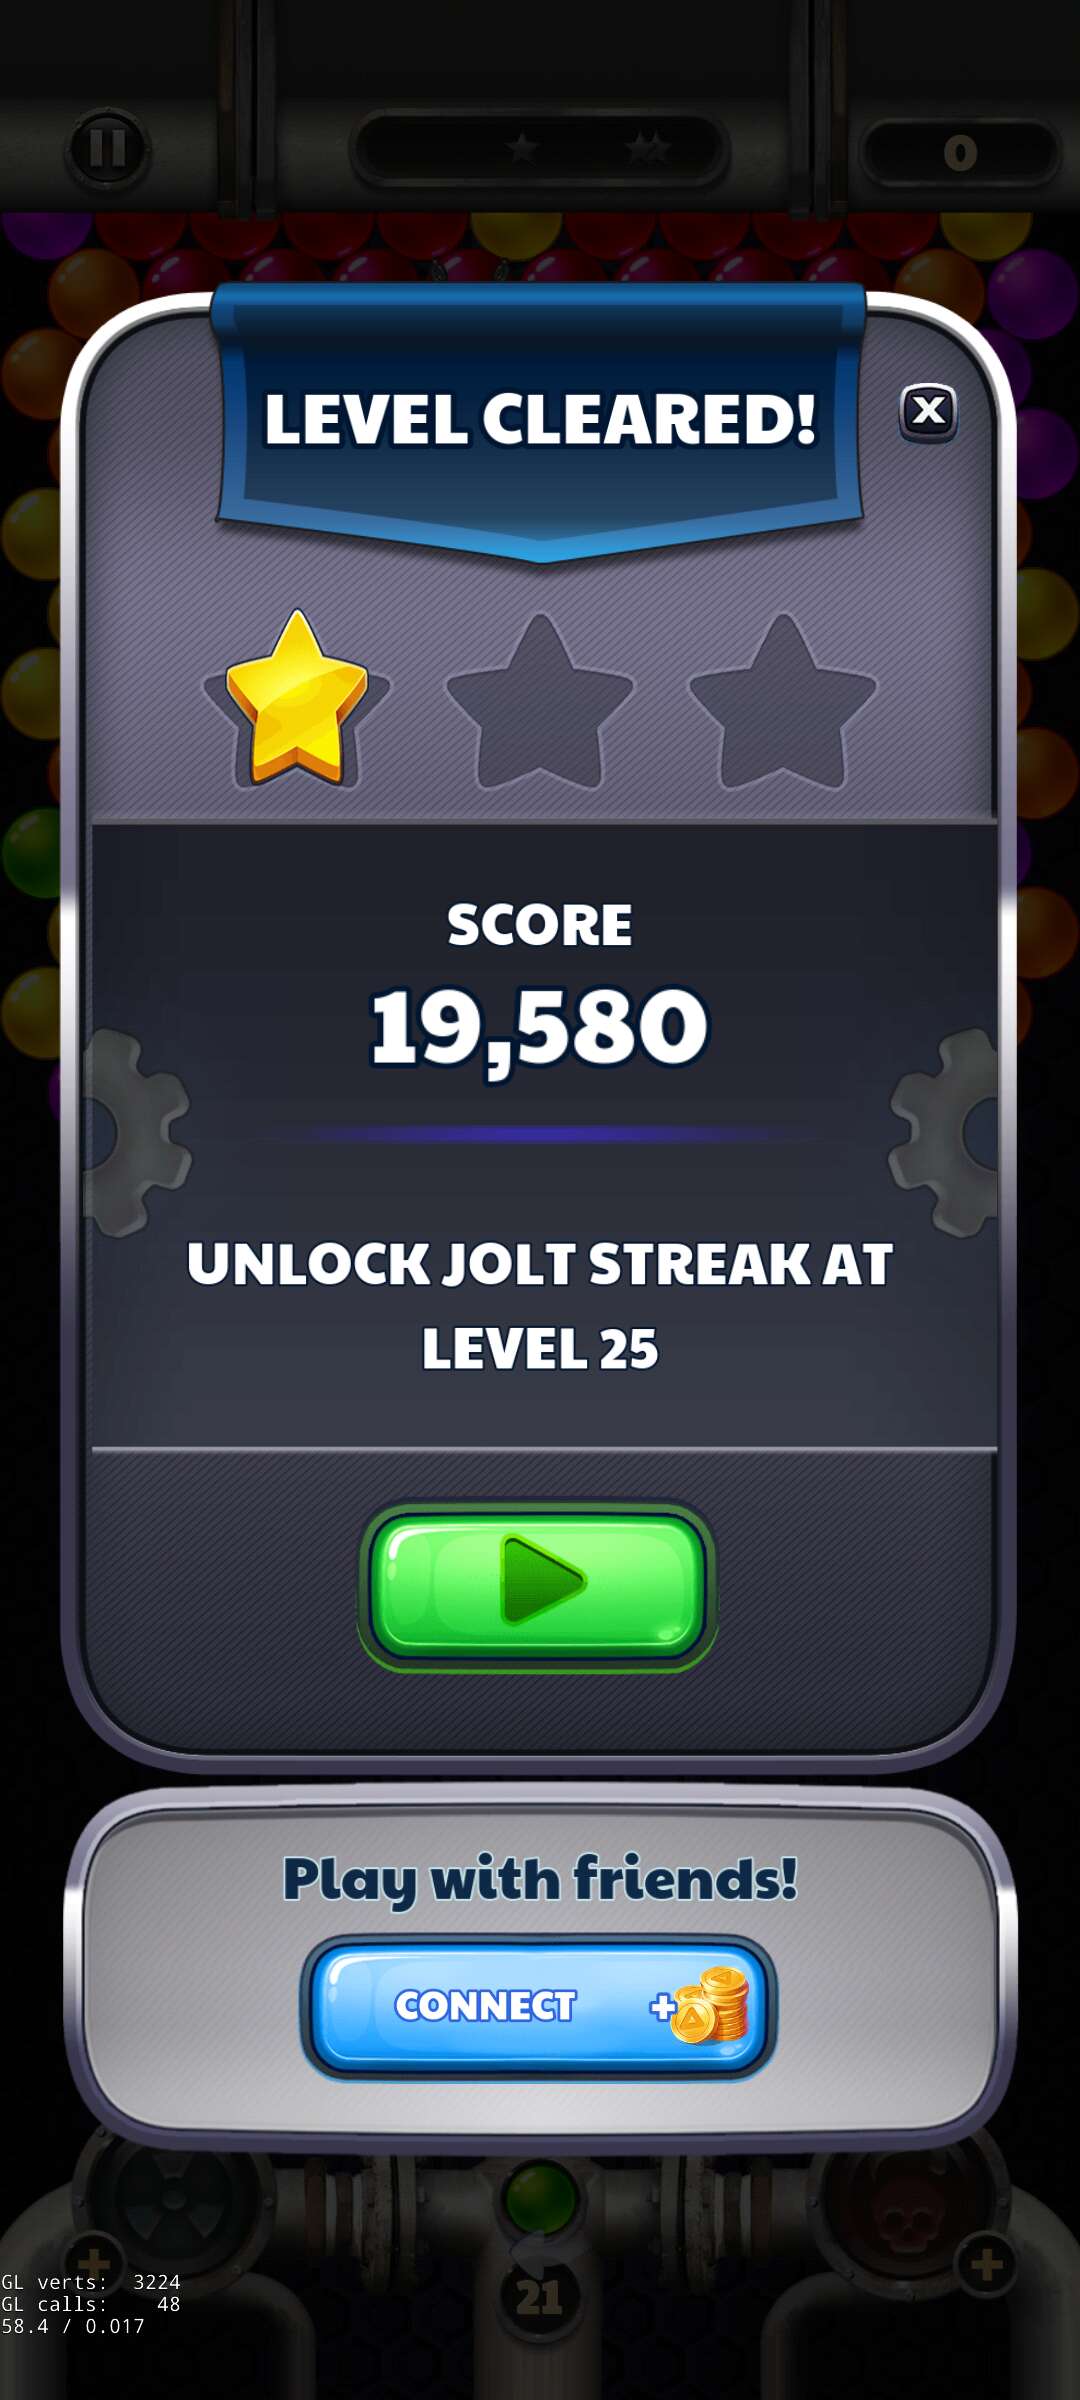 0
LEVEL CLEARED!
X
SCORE
19,580
UNLOCK JOLT STREAK AT
LEVEL 25
Play with friends!
CONNECT +
21
GL verts: 3224
GL calls: 48
58.4 / 0.017